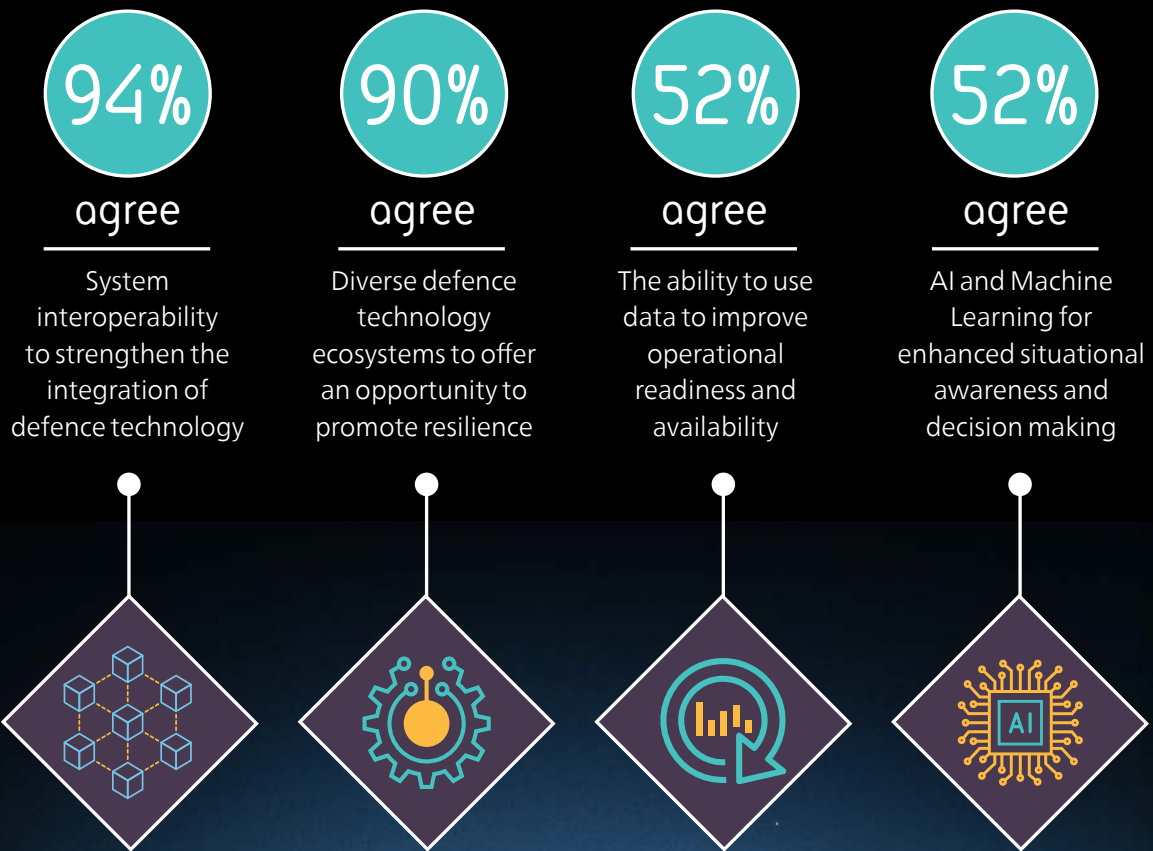 94%
agree
System
interoperability
to strengthen the
integration of
defence technology
90%
agree
Diverse defence
technology
ecosystems to offer
an opportunity to
promote resilience
52%
agree
The ability to use
data to improve
operational
readiness and
availability
52%
agree
AI and Machine
Learning for
enhanced situational
awareness and
decision making
AI